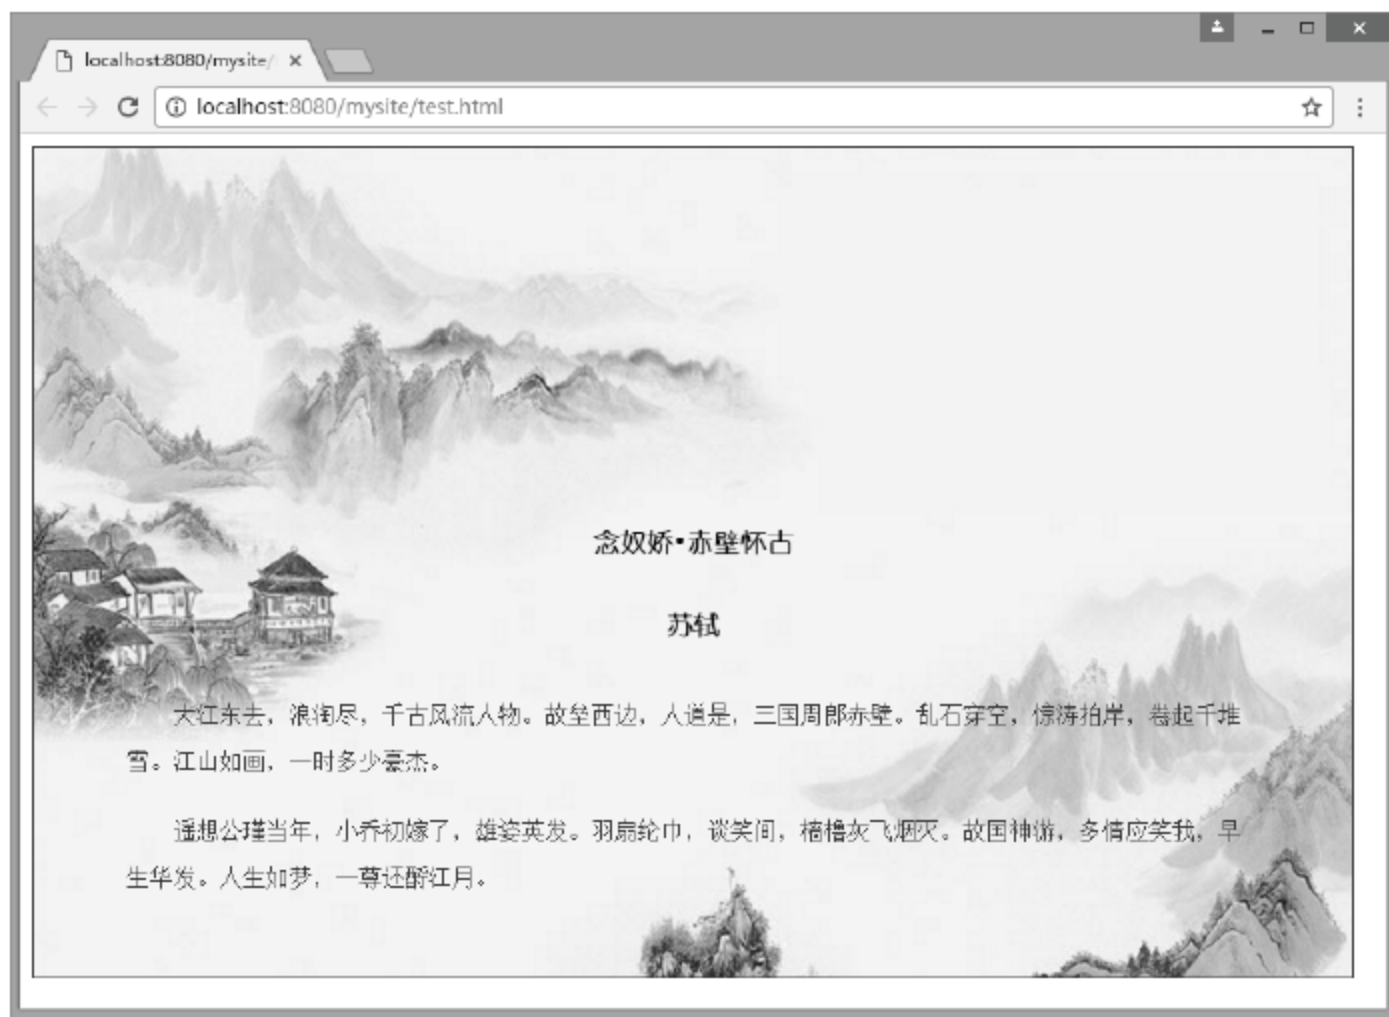 localhost:8080/mysite/
localhost:8080/mysite/test.html
念奴娇•赤壁怀古
苏轼
大江东去，浪淘尽，千古风流人物。故垒西边，人道是，三国周郎赤壁。乱石穿空，惊涛拍岸，卷起千堆
雪。江山如画，一时多少豪杰。
遥想公瑾当年，小乔初嫁了，雄姿英发。羽扇纶巾，谈笑间，樯橹灰飞烟灭。故国神游，多情应笑我，早
生华发。人生如梦，一尊还酹江月。